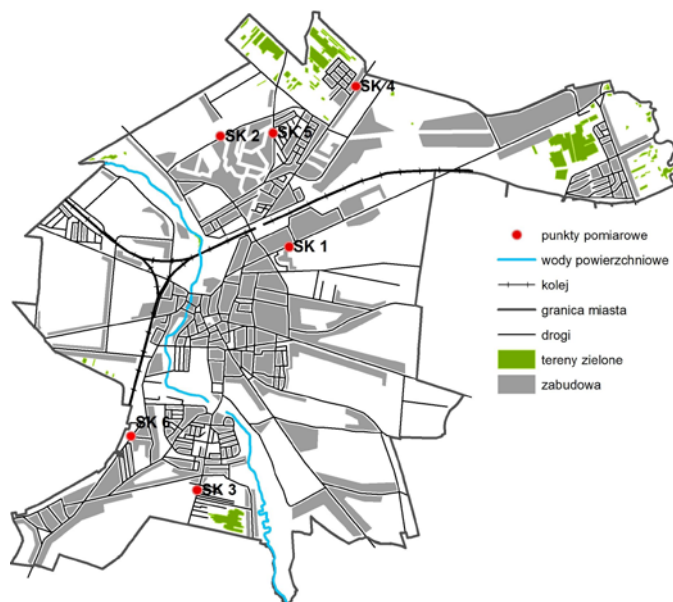 SK 4
SK 2
SK 5
SK 1
SK 6
SK 3
punkty pomiarowe
wody powierzchniowe
kolej
granica miasta
drogi
tereny zielone
zabudowa